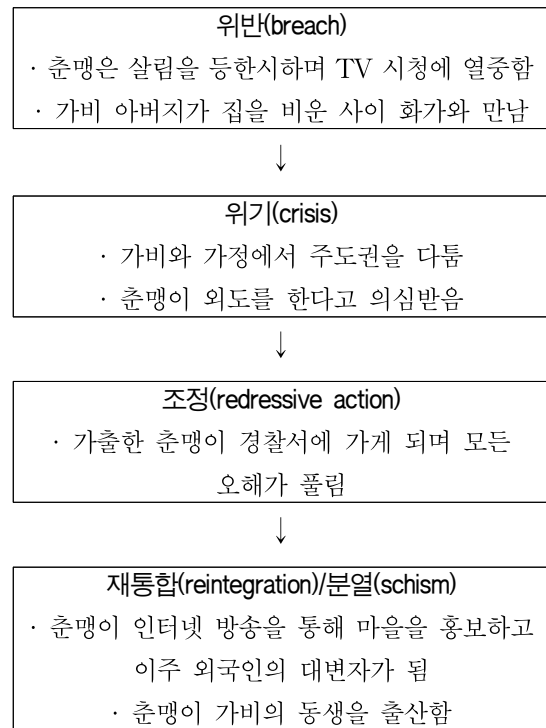 위반(breach)
· 춘맹은 살림을 등한시하며 TV 시청에 열중함
· 가비 아버지가 집을 비운 사이 화가와 만남
↓
위기(crisis)
· 가비와 가정에서 주도권을 다툼
· 춘맹이 외도를 한다고 의심받음
↓
조정(redressive action)
· 가출한 춘맹이 경찰서에 가게 되며 모든
오해가 풀림
↓
재통합(reintegration)/분열(schism)
· 춘맹이 인터넷 방송을 통해 마을을 홍보하고
이주 외국인의 대변자가 됨
· 춘맹이 가비의 동생을 출산함